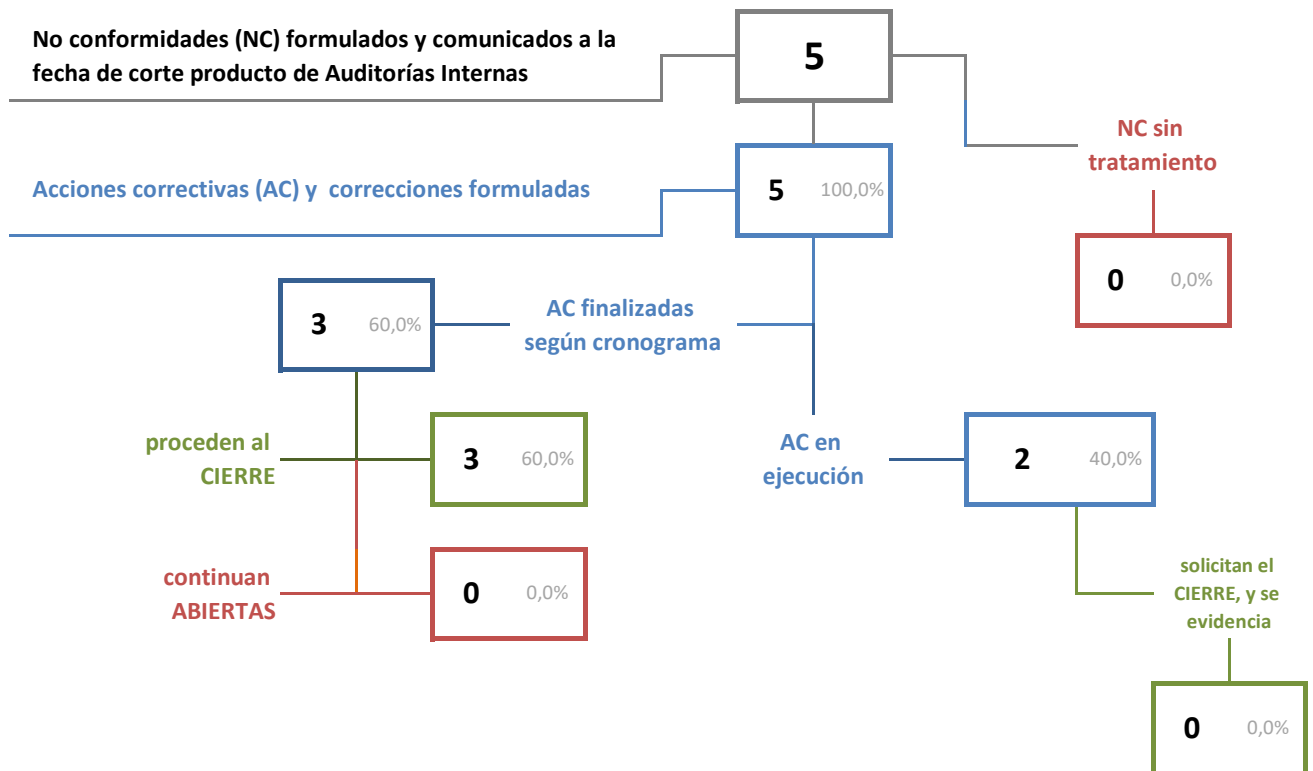 No conformidades (NC) formulados y comunicados a la
fecha de corte producto de Auditorías Internas
5
NC sin
tratamiento
0 0,0%
Acciones correctivas (AC) y correcciones formuladas
5 100,0%
3 60,0%
AC finalizadas
según cronograma
proceden al
CIERRE
3 60,0%
AC en
ejecución
2 40,0%
continuan
ABIERTAS
0 0,0%
solicitan el
CIERRE, y se
evidencia
0 0,0%